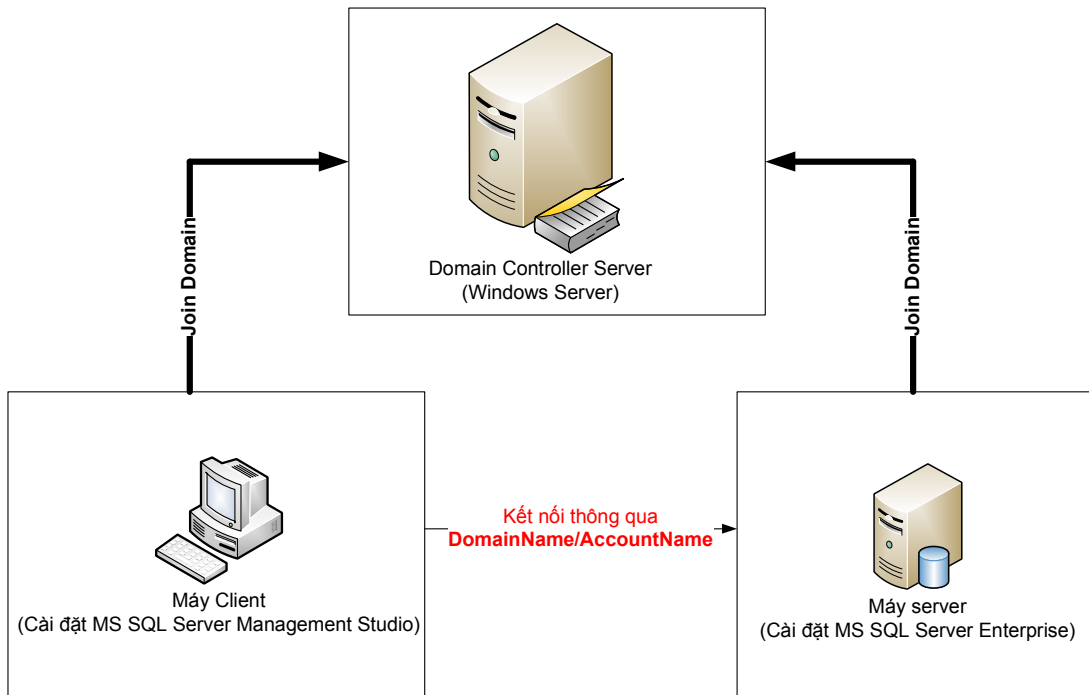 Domain Controller Server
(Windows Server)
Join Domain
Join Domain
Kết nối thông qua
DomainName/AccountName
Máy Client
(Cài đặt MS SQL Server Management Studio)
Máy server
(Cài đặt MS SQL Server Enterprise)